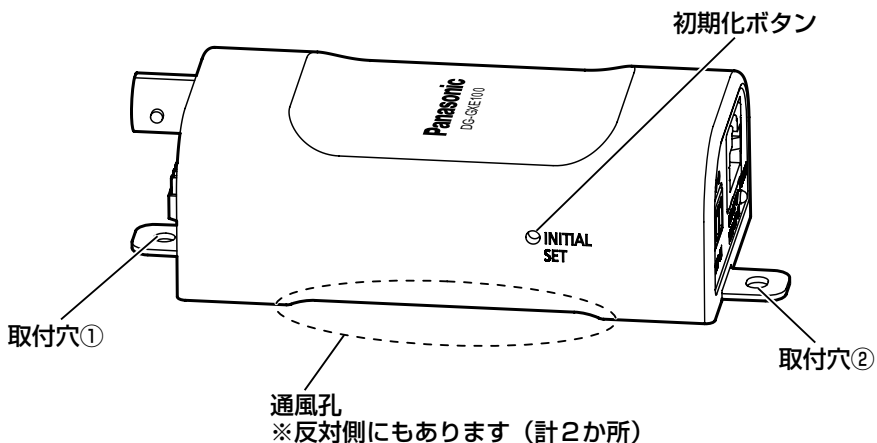 初期化ボタン
Panasonic
DG-GXE100
INITIAL
SET
取付穴①
取付穴②
通風孔
※反対側にもあります（計２か所）